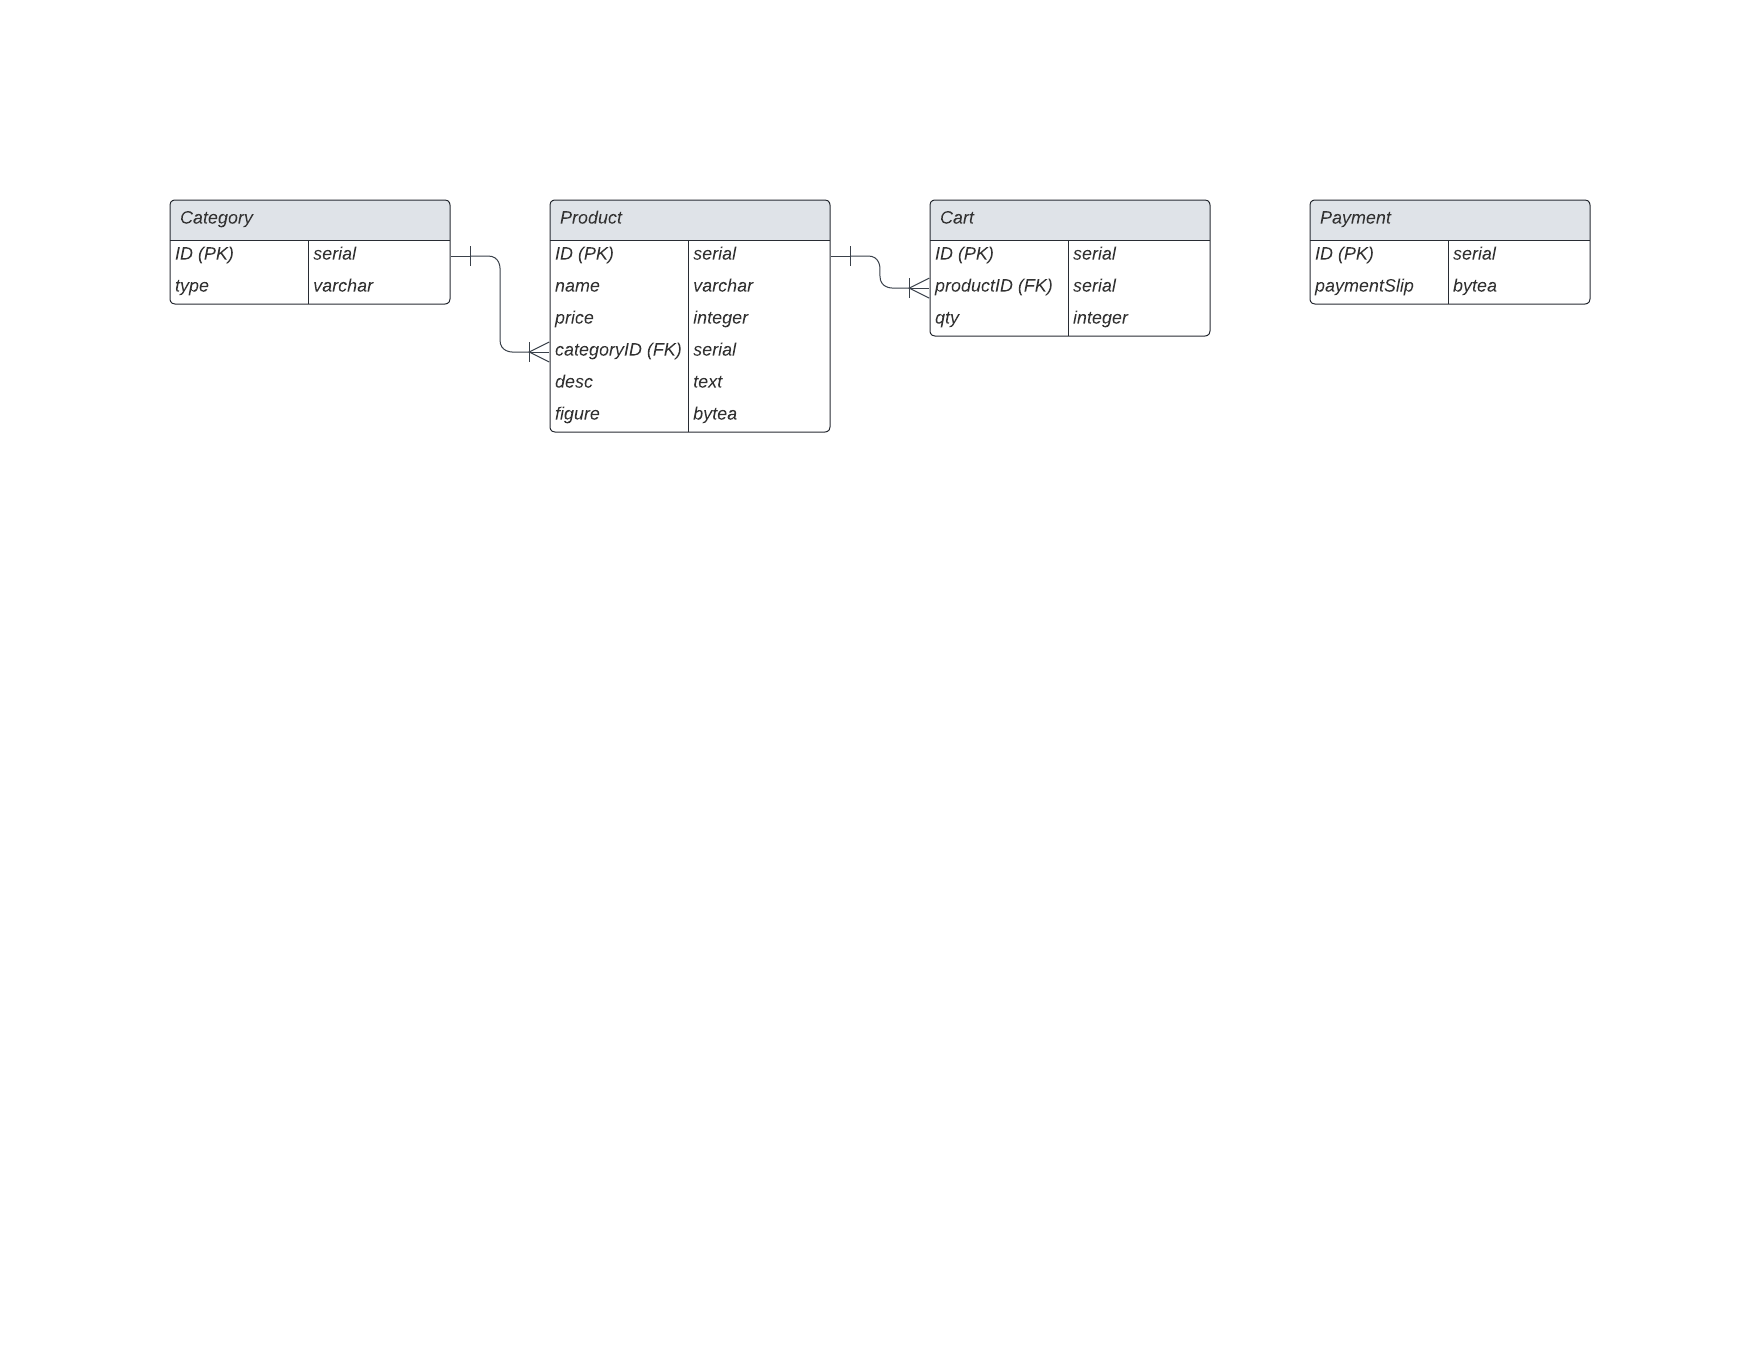 Category
ID (PK) serial
type varchar
Product
ID (PK) serial
name varchar
price integer
categoryID (FK) serial
desc text
figure bytea
Cart
ID (PK) serial
productID (FK) serial
qty integer
Payment
ID (PK) serial
paymentSlip bytea